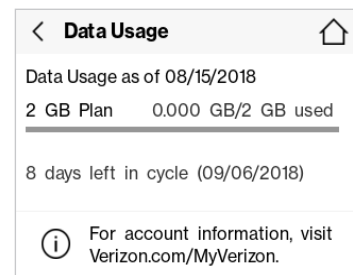 Data Usage
Data Usage as of 08/15/2018
2 GB Plan 0.000 GB/2 GB used
8 days left in cycle (09/06/2018)
For account information, visit
Verizon.com/MyVerizon.